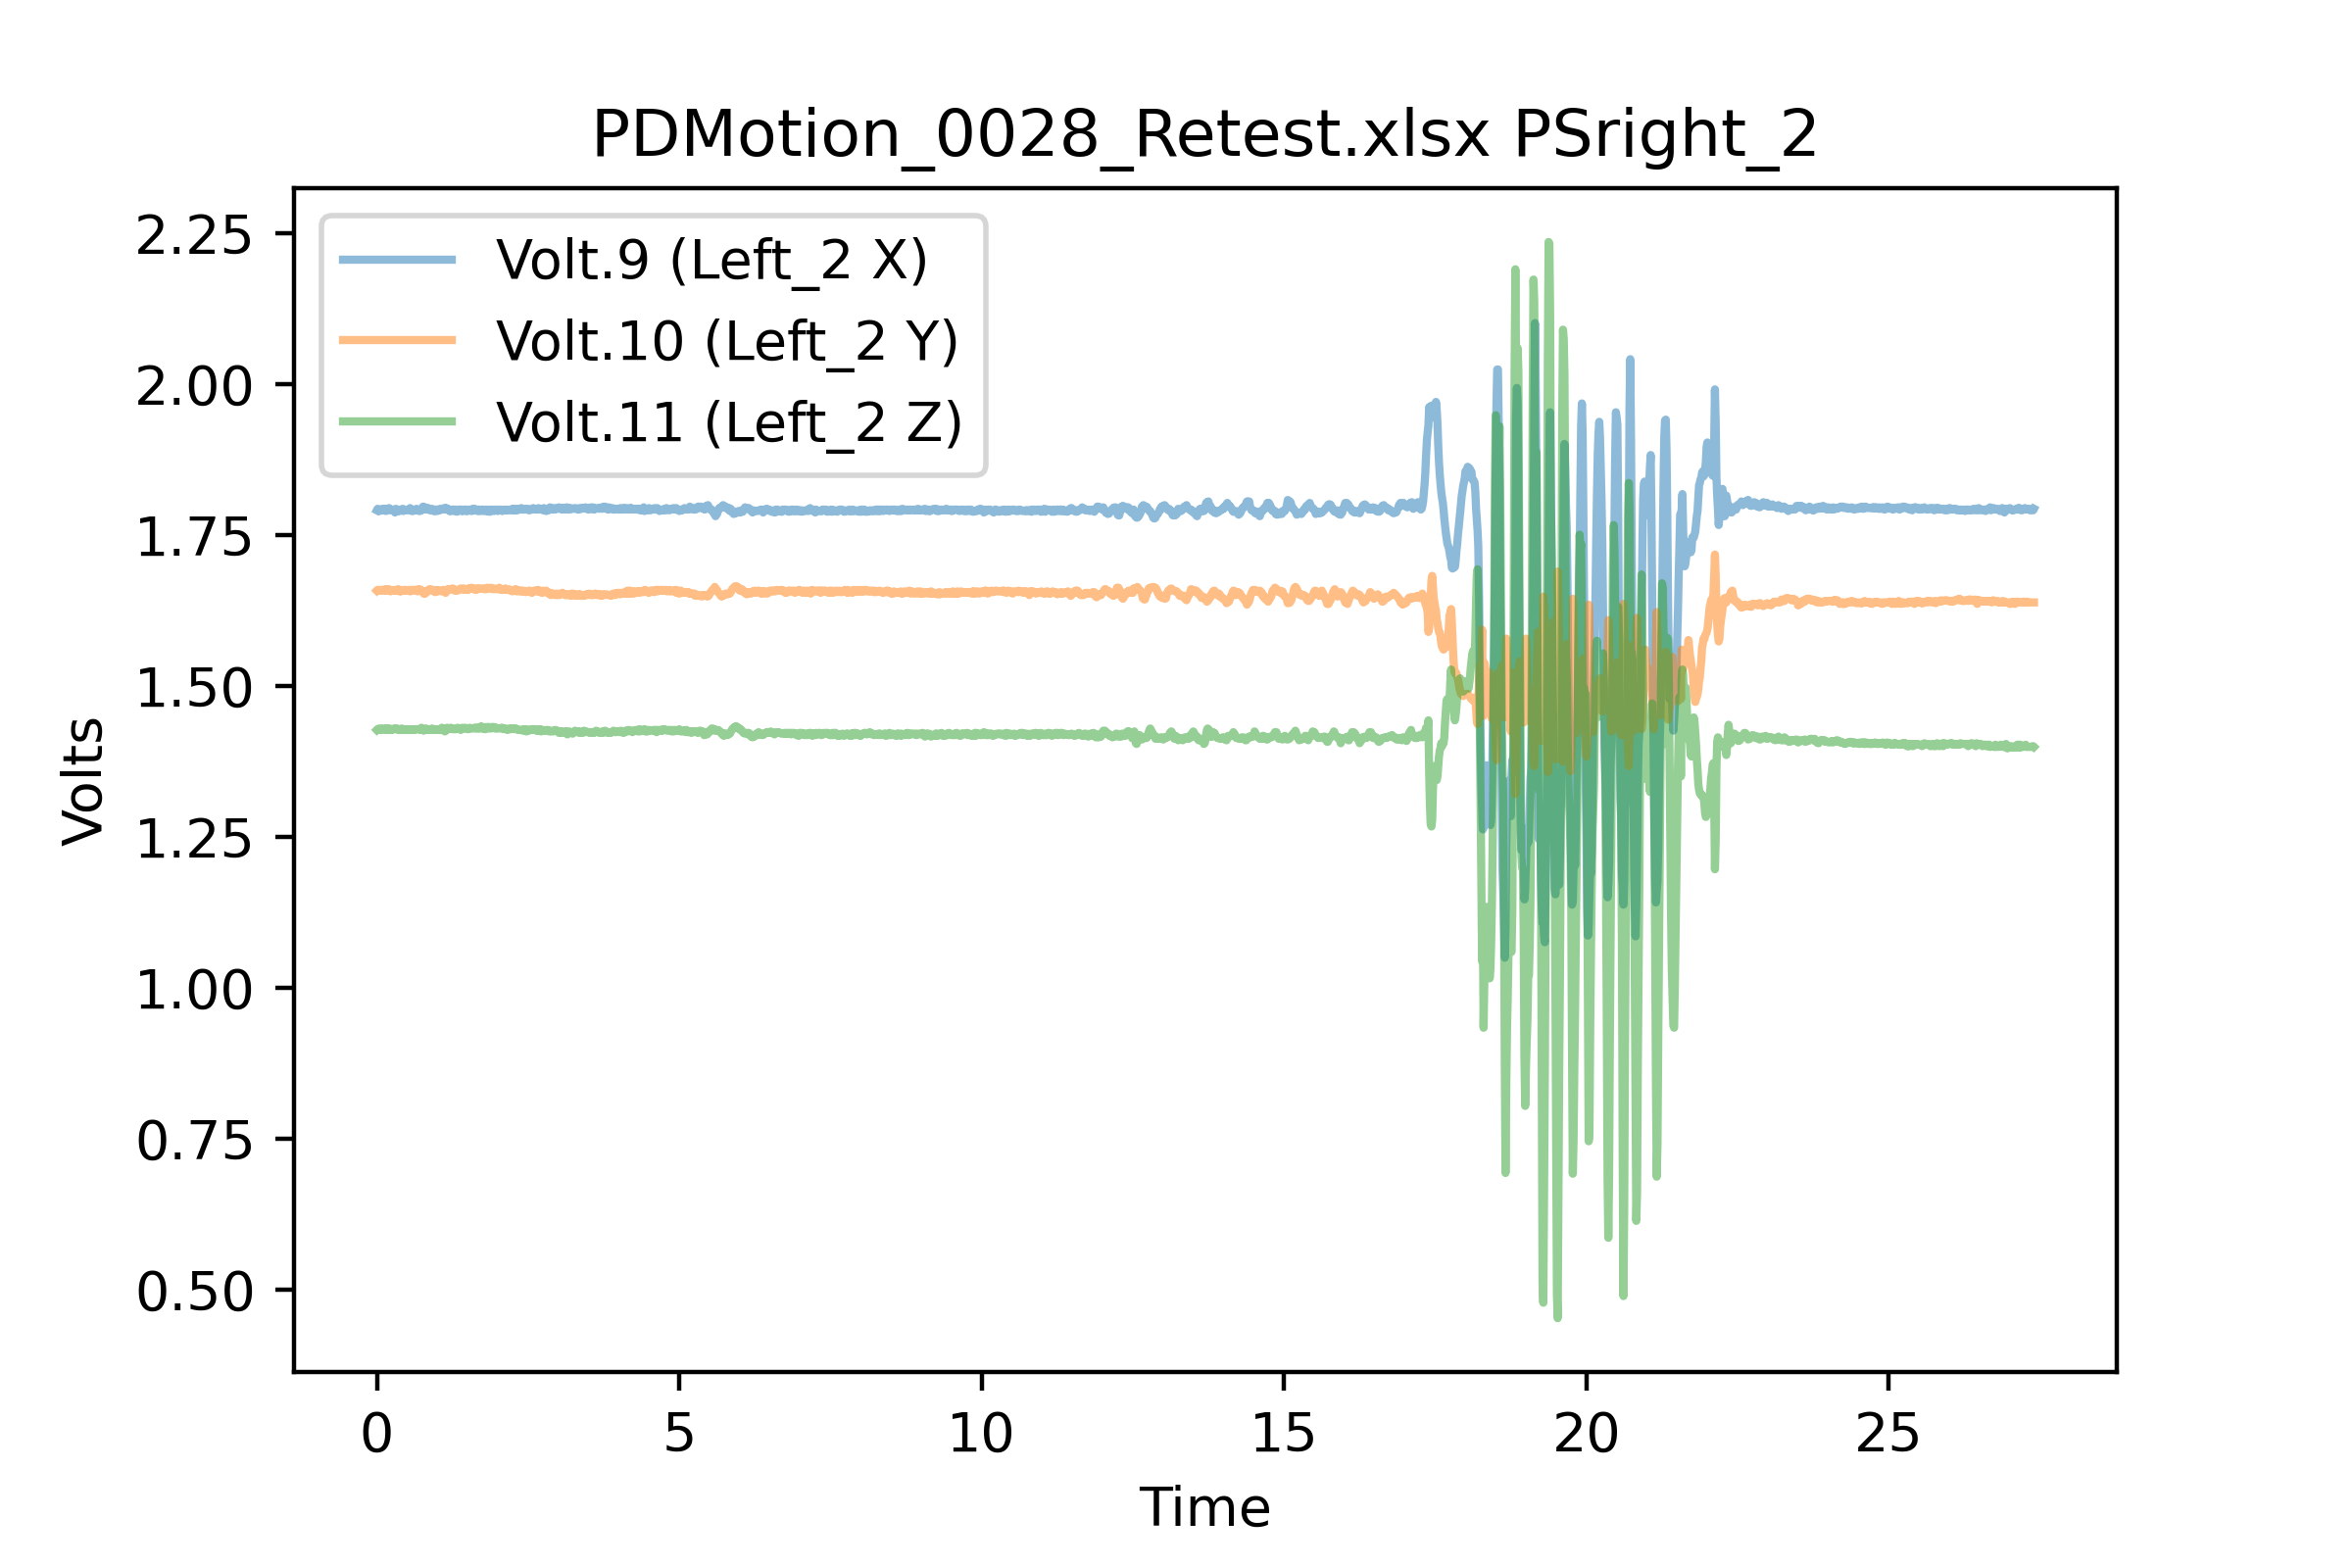 PDMotion_0028_Retest.xlsx PSright_2
2.25
2.00
1.75
1.50
1.25
1.00
0.75
0.50
Volts
Volt.9 (Left_2 X)
Volt.10 (Left_2 Y)
Volt.11 (Left_2 Z)
0 5 10 15 20 25
Time